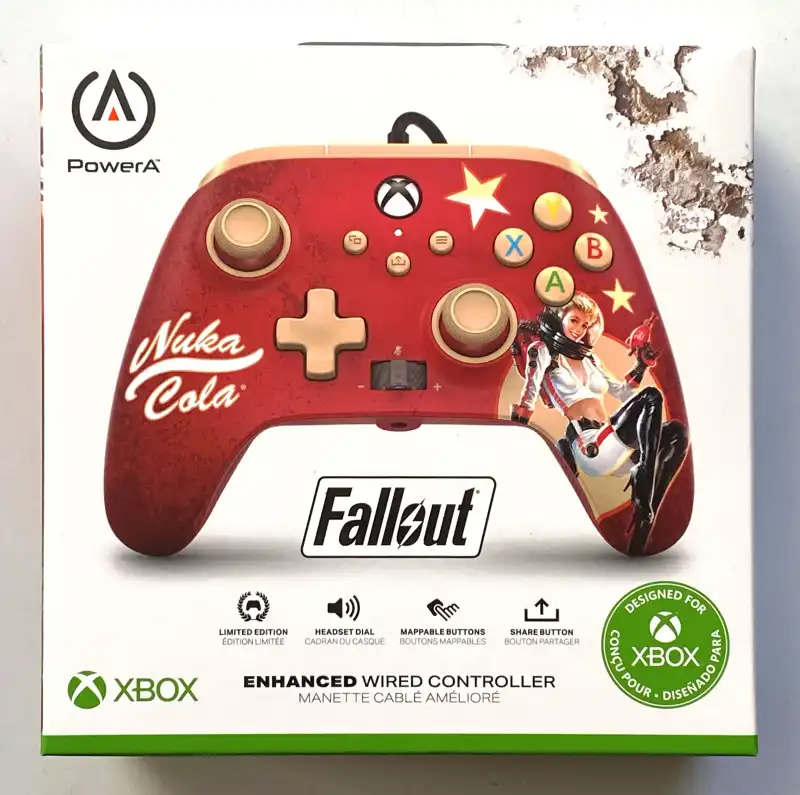 PowerA
Y
X
B
A
Nuka
Cola
- +
Fallout
LIMITED EDITION
ÉDITION LIMITÉE
HEADSET DIAL
CADRAN DU CASQUE
MAPPABLE BUTTONS
BOUTONS MAPPABLES
SHARE BUTTON
BOUTON PARTAGER
DESIGNED FOR
XBOX
CONÇU POUR • DISEÑADO PARA
XBOX
ENHANCED WIRED CONTROLLER
MANETTE CABLÉ AMÉLIORÉ